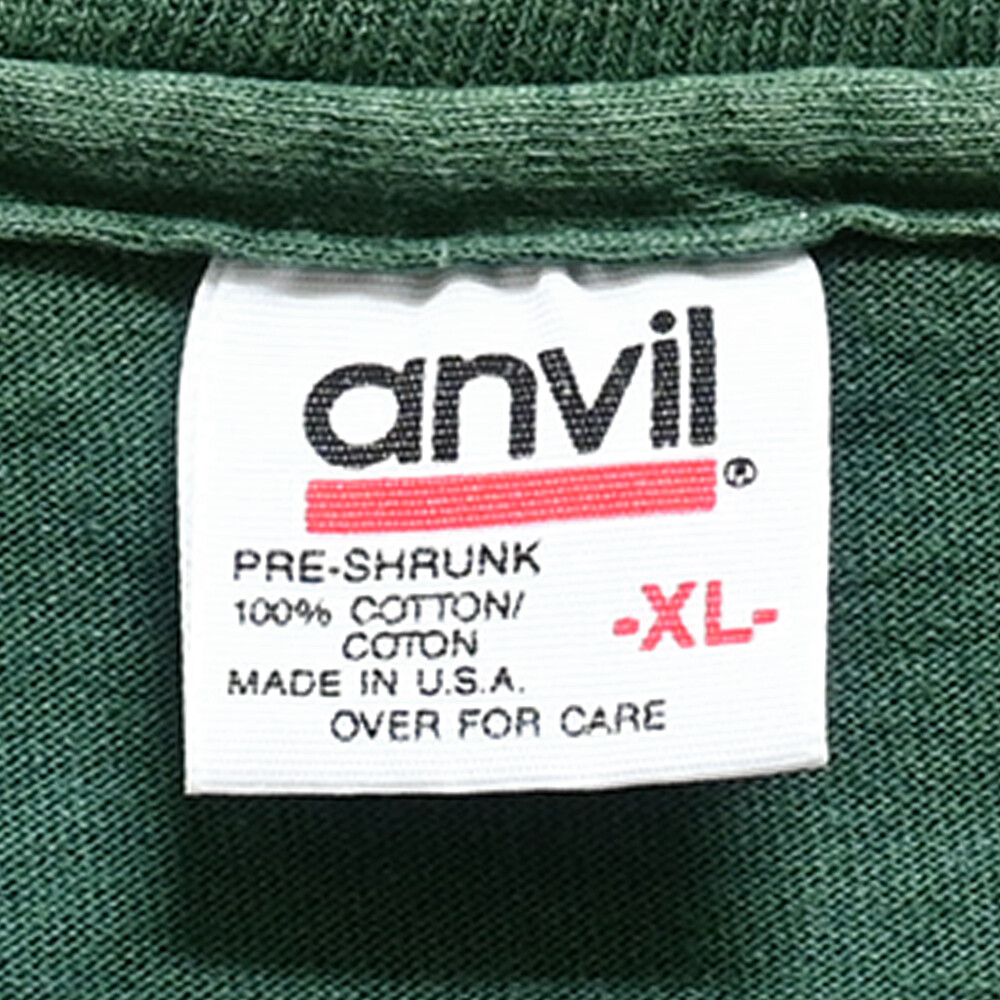 anvil®
PRE-SHRUNK
100% COTTON/
COTON
-XL-
MADE IN U.S.A.
OVER FOR CARE